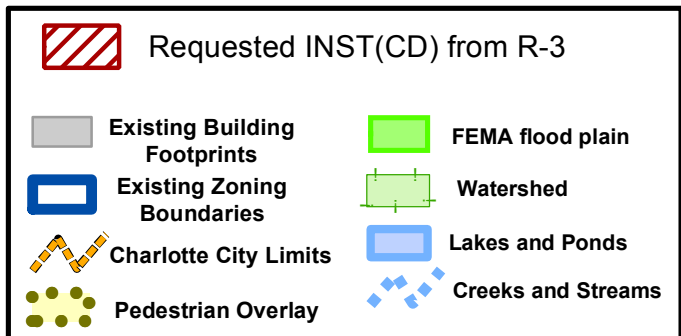 Requested INST(CD) from R-3
Existing Building
Footprints
Existing Zoning
Boundaries
Charlotte City Limits
Pedestrian Overlay
FEMA flood plain
Watershed
Lakes and Ponds
Creeks and Streams